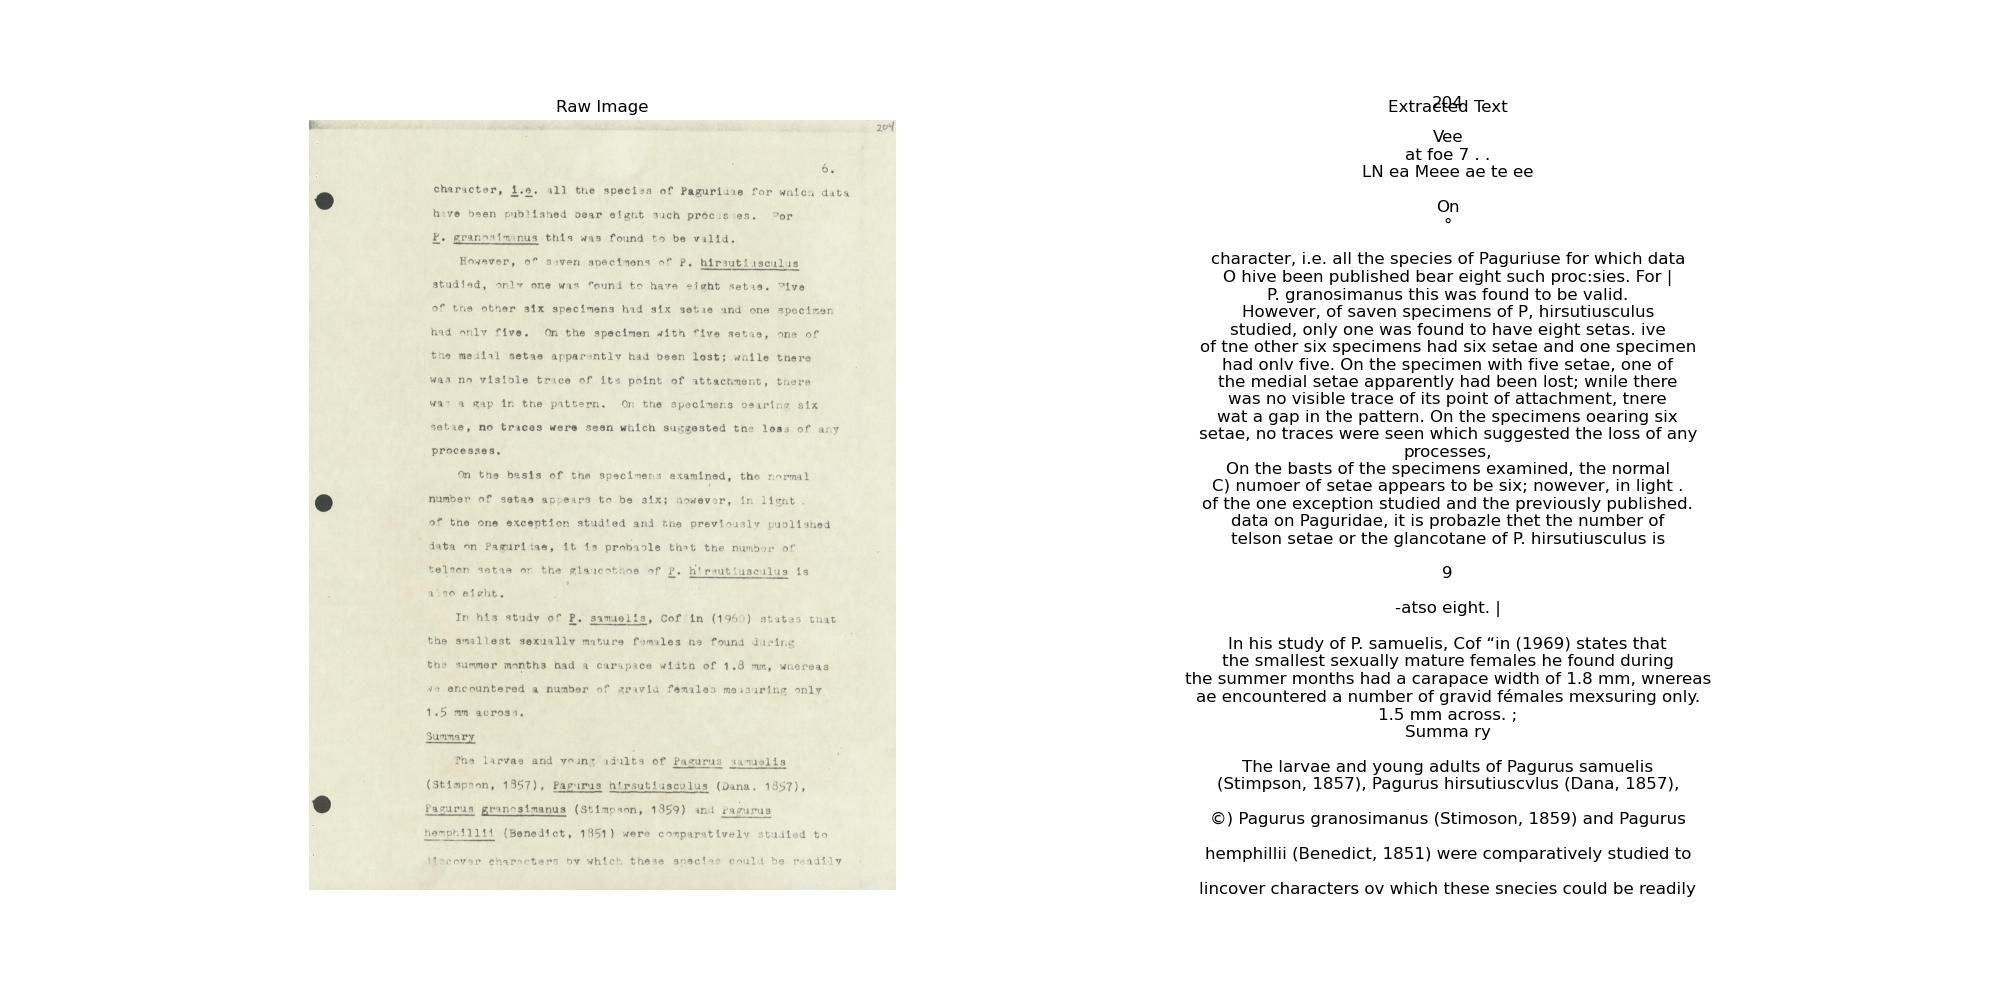 Raw Image
204
6.
character, i.e. all the species of Paguridae for which data
have been published bear eight such processes. For
P. granosimanus this was found to be valid.
However, of seven specimens of P. hirsutiusculus
studied, only one was found to have eight setae. Five
of the other six specimens had six setae and one specimen
had only five. On the specimen with five setae, one of
the medial setae apparently had been lost; while there
was no visible trace of its point of attachment, there
was a gap in the pattern. On the specimens bearing six
setae, no traces were seen which suggested the loss of any
processes.
On the basis of the specimens examined, the normal
number of setae appears to be six; however, in light
of the one exception studied and the previously published
data on Paguridae, it is probable that the number of
telson setae on the glaucothoe of P. hirsutiusculus is
also eight.
In his study of P. samuelis, Coffin (1960) states that
the smallest sexually mature females he found during
the summer months had a carapace width of 1.8 mm, whereas
we encountered a number of gravid females measuring only
1.5 mm across.
Summary
The larvae and young adults of Pagurus samuelis
(Stimpson, 1857), Pagurus hirsutiusculus (Dana. 1857),
Pagurus granosimanus (Stimpson, 1859) and Pagurus
hemphillii (Benedict, 1851) were comparatively studied to
discover characters by which these species could be readily
204
Extracted Text
Vee
at foe 7 . .
LN ea Meee ae te ee
On
°
character, i.e. all the species of Paguriuse for which data
O hive been published bear eight such proc:sies. For |
P. granosimanus this was found to be valid.
However, of saven specimens of P, hirsutiusculus
studied, only one was found to have eight setas. ive
of tne other six specimens had six setae and one specimen
had onlv five. On the specimen with five setae, one of
the medial setae apparently had been lost; wnile there
was no visible trace of its point of attachment, tnere
wat a gap in the pattern. On the specimens oearing six
setae, no traces were seen which suggested the loss of any
processes,
On the basts of the specimens examined, the normal
C) numoer of setae appears to be six; nowever, in light .
of the one exception studied and the previously published.
data on Paguridae, it is probazle thet the number of
telson setae or the glancotane of P. hirsutiusculus is
9
-atso eight. |
In his study of P. samuelis, Cof “in (1969) states that
the smallest sexually mature females he found during
the summer months had a carapace width of 1.8 mm, wnereas
ae encountered a number of gravid fémales mexsuring only.
1.5 mm across. ;
Summa ry
The larvae and young adults of Pagurus samuelis
(Stimpson, 1857), Pagurus hirsutiuscvlus (Dana, 1857),
©) Pagurus granosimanus (Stimoson, 1859) and Pagurus
hemphillii (Benedict, 1851) were comparatively studied to
lincover characters ov which these snecies could be readily